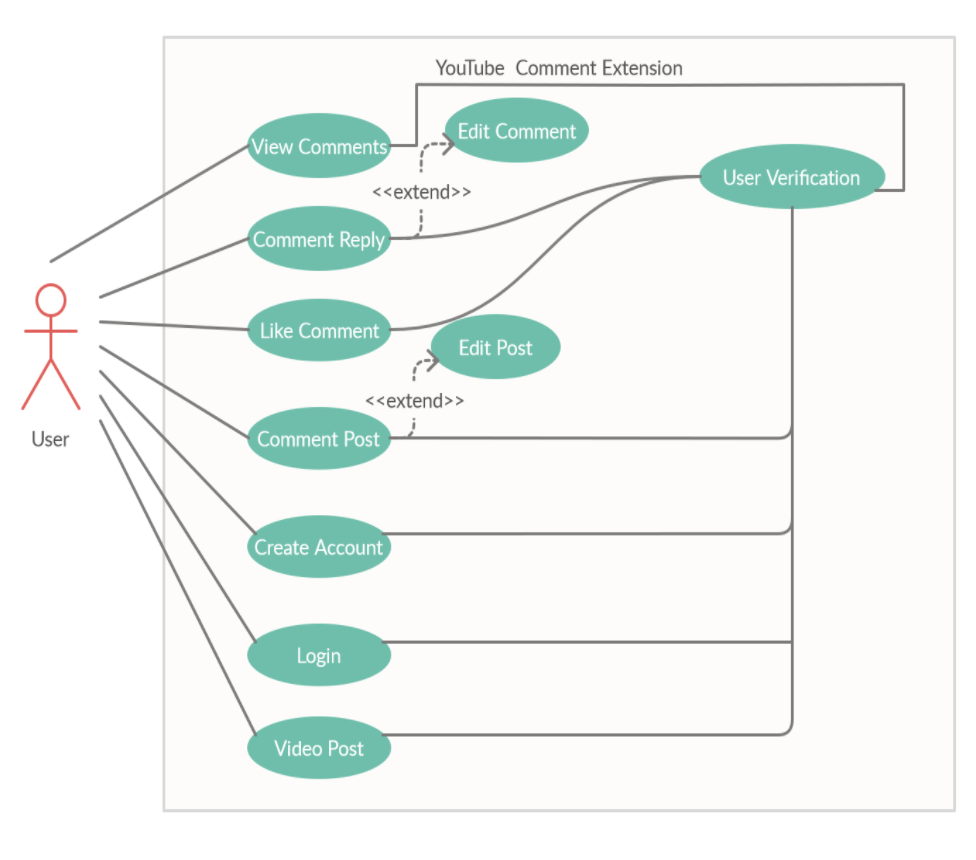 YouTube  Comment Extension
View Comments
Edit Comment
User Verification
<<extend>>
Comment Reply
Like Comment
Edit Post
<<extend>>
User
Comment Post
Create Account
Login
Video Post